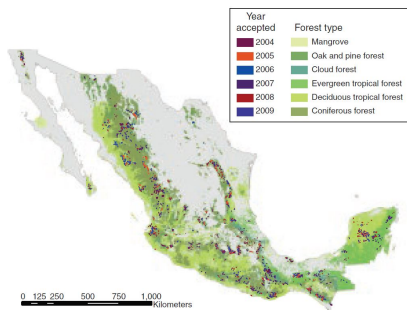 Year
accepted Forest type
2004 Mangrove
2005 Oak and pine forest
2006 Cloud forest
2007 Evergreen tropical forest
2008 Deciduous tropical forest
2009 Coniferous forest
0 125 250 500 750 1,000
Kilometers